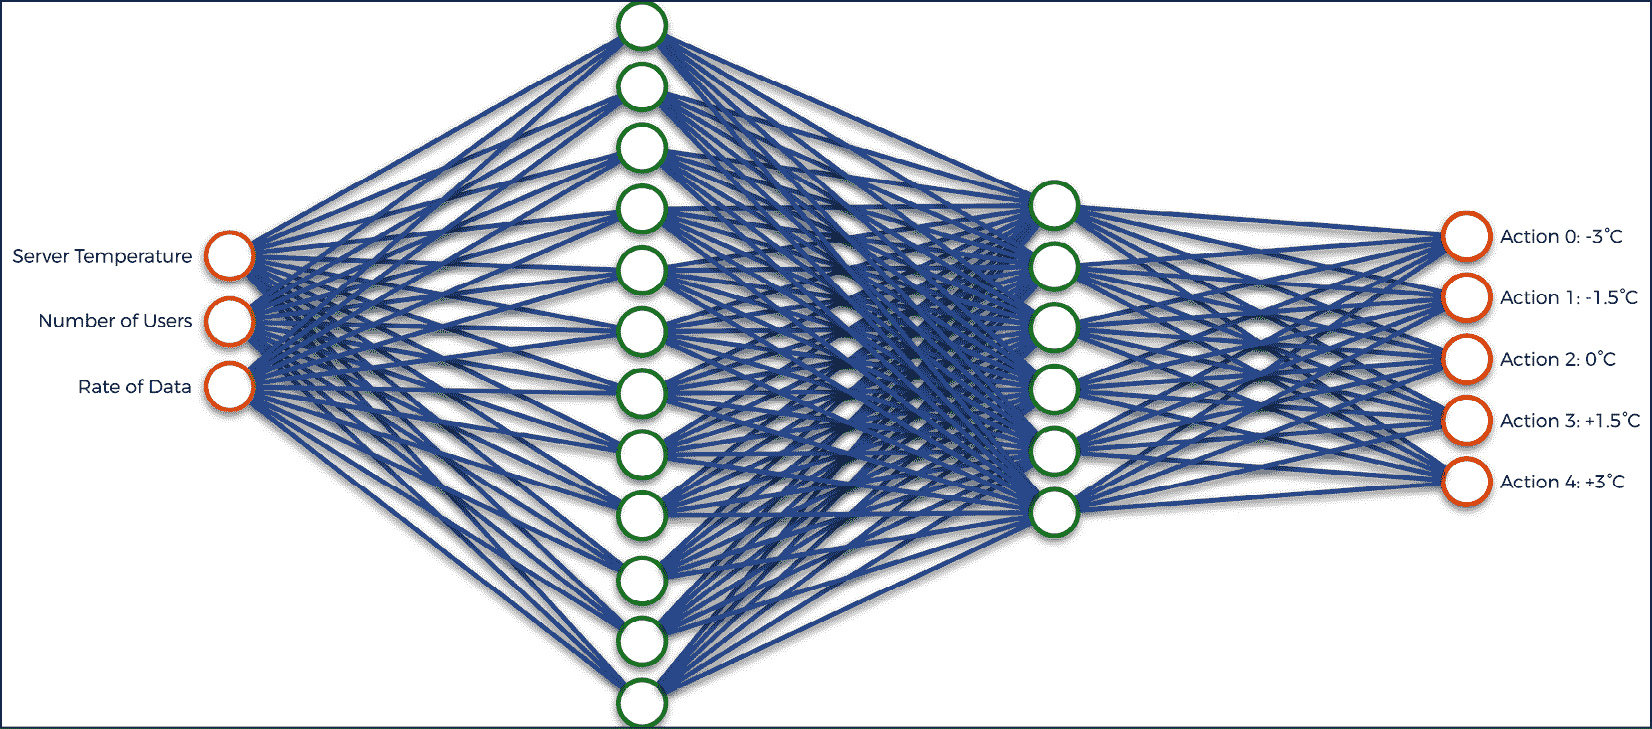 Server Temperature
Number of Users
Rate of Data
Action 0: -3°C
Action 1: -1.5°C
Action 2: 0°C
Action 3: +1.5°C
Action 4: +3°C